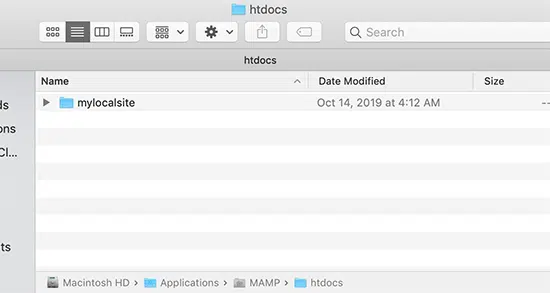 htdocs
Search
htdocs
Name Date Modified Size
mylocalsite Oct 14, 2019 at 4:12 AM --
ds
ons
Cl...
ts
Macintosh HD › Applications › MAMP › htdocs